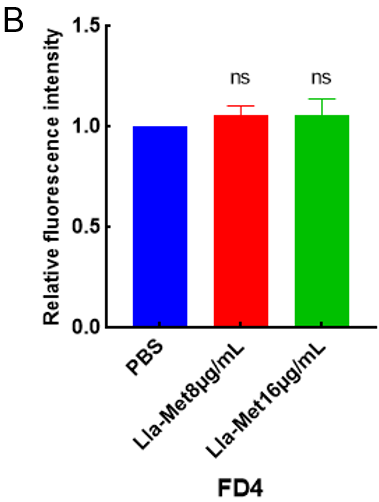 B
Relative fluorescence intensity
1.5
1.0
0.5
0.0
ns
ns
PBS
Lla-Met8μg/mL
Lla-Met16μg/mL
FD4